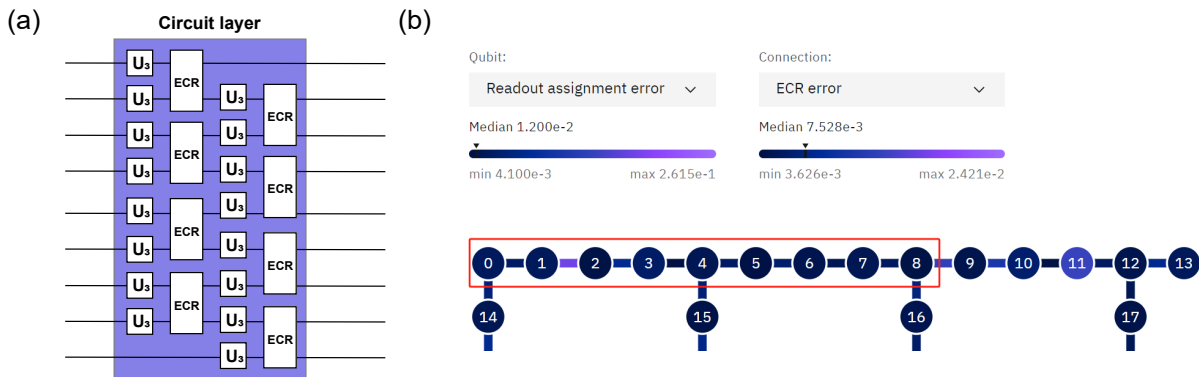 (a)
Circuit layer
U3
ECR
U3
U3
ECR
U3
ECR
U3
U3
U3
ECR
U3
ECR
U3
U3
ECR
U3
U3
ECR
U3
U3
ECR
U3
U3
ECR
U3
(b)
Qubit:
Readout assignment error
Median 1.200e-2
min 4.100e-3 max 2.615e-1
Connection:
ECR error
Median 7.528e-3
min 3.626e-3 max 2.421e-2
0 1 2 3 4 5 6 7 8 9 10 11 12 13
14 15 16 17